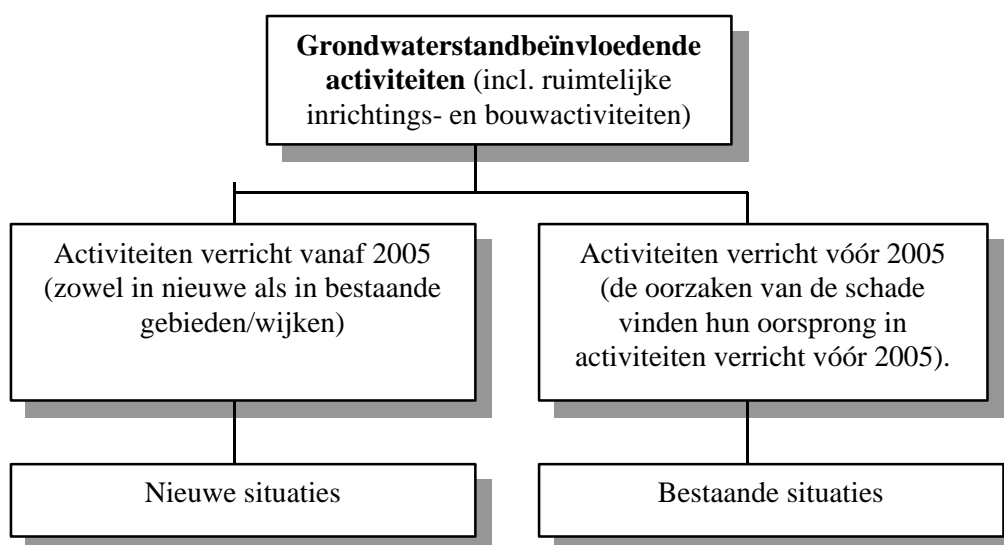 Grondwaterstandbeïnvloedende
activiteiten (incl. ruimtelijke
inrichtings- en bouwactiviteiten)
Activiteiten verricht vanaf 2005
(zowel in nieuwe als in bestaande
gebieden/wijken)
Activiteiten verricht vóór 2005
(de oorzaken van de schade
vinden hun oorsprong in
activiteiten verricht vóór 2005).
Nieuwe situaties
Bestaande situaties